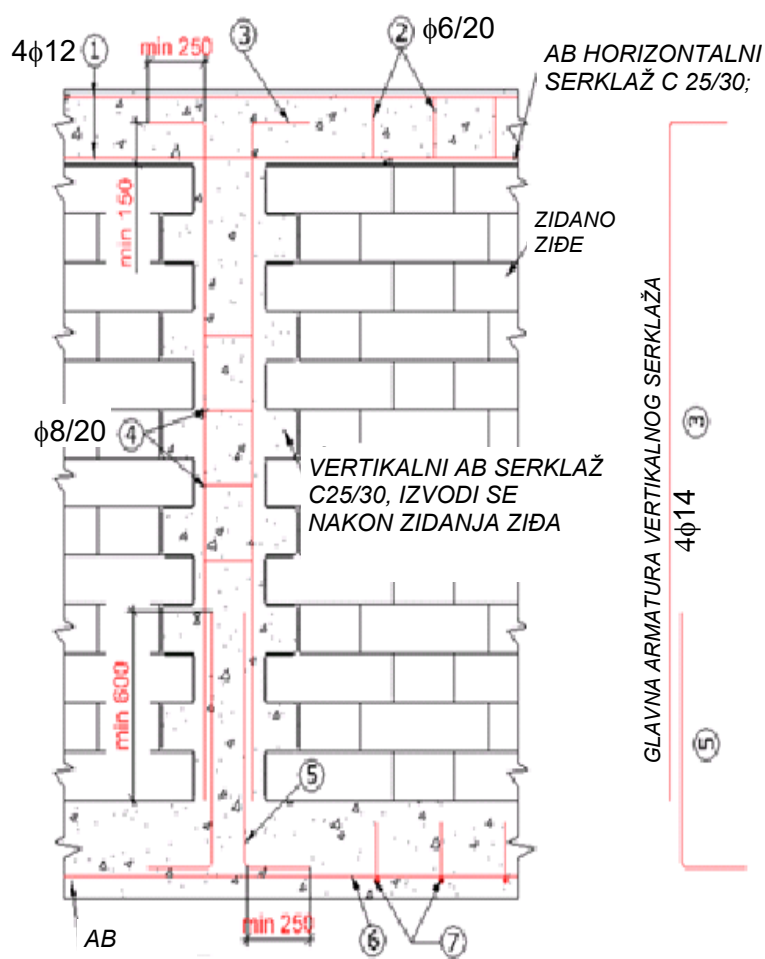 4ϕ12
1
min 250
3
2
ϕ6/20
AB HORIZONTALNI
SERKLAŽ C 25/30;
min 150
ZIDANO
ZIĐE
ϕ8/20
4
VERTIKALNI AB SERKLAŽ
C25/30, IZVODI SE
NAKON ZIDANJA ZIĐA
GLAVNA ARMATURA VERTIKALNOG SERKLAŽA
4ϕ14
3
5
min 600
5
min 250
AB
6
7